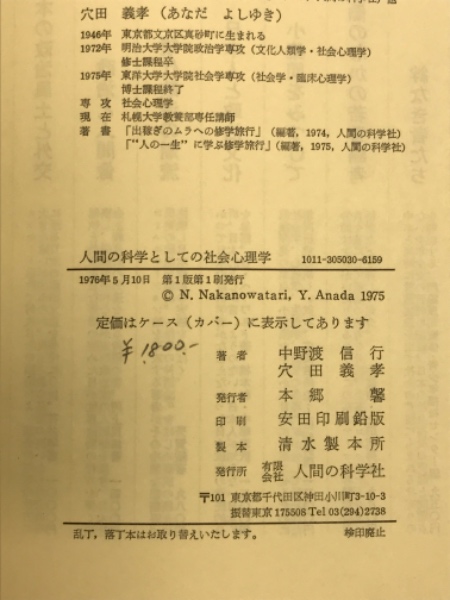 穴田 義孝（あなだ よしゆき）
1946年 東京都文京区真砂町に生まれる
1972年 明治大学大学院政治学専攻（文化人類学・社会心理学）
修士課程卒
1975年 東洋大学大学院社会学専攻（社会学・臨床心理学）
博士課程終了
専攻 社会心理学
現在 札幌大学教養部専任講師
著書 「出稼ぎのムラへの修学旅行」（編著，1974，人間の科学社）
「“人の一生”に学ぶ修学旅行」（編著，1975，人間の科学社）
人間の科学としての社会心理学 1011-305030-6159
1976年5月10日 第1版第1刷発行
© N. Nakanowatari, Y. Anada 1975
定価はケース（カバー）に表示してあります
¥1800.-
著者 中野渡信行
穴田義孝
発行者 本郷馨
印刷 安田印刷鉛版
製本 清水製本所
発行所 有限会社 人間の科学社
〒101 東京都千代田区神田小川町3-10-3
振替東京 175508 Tel 03(294)2738
乱丁，落丁本はお取り替えいたします。 検印廃止